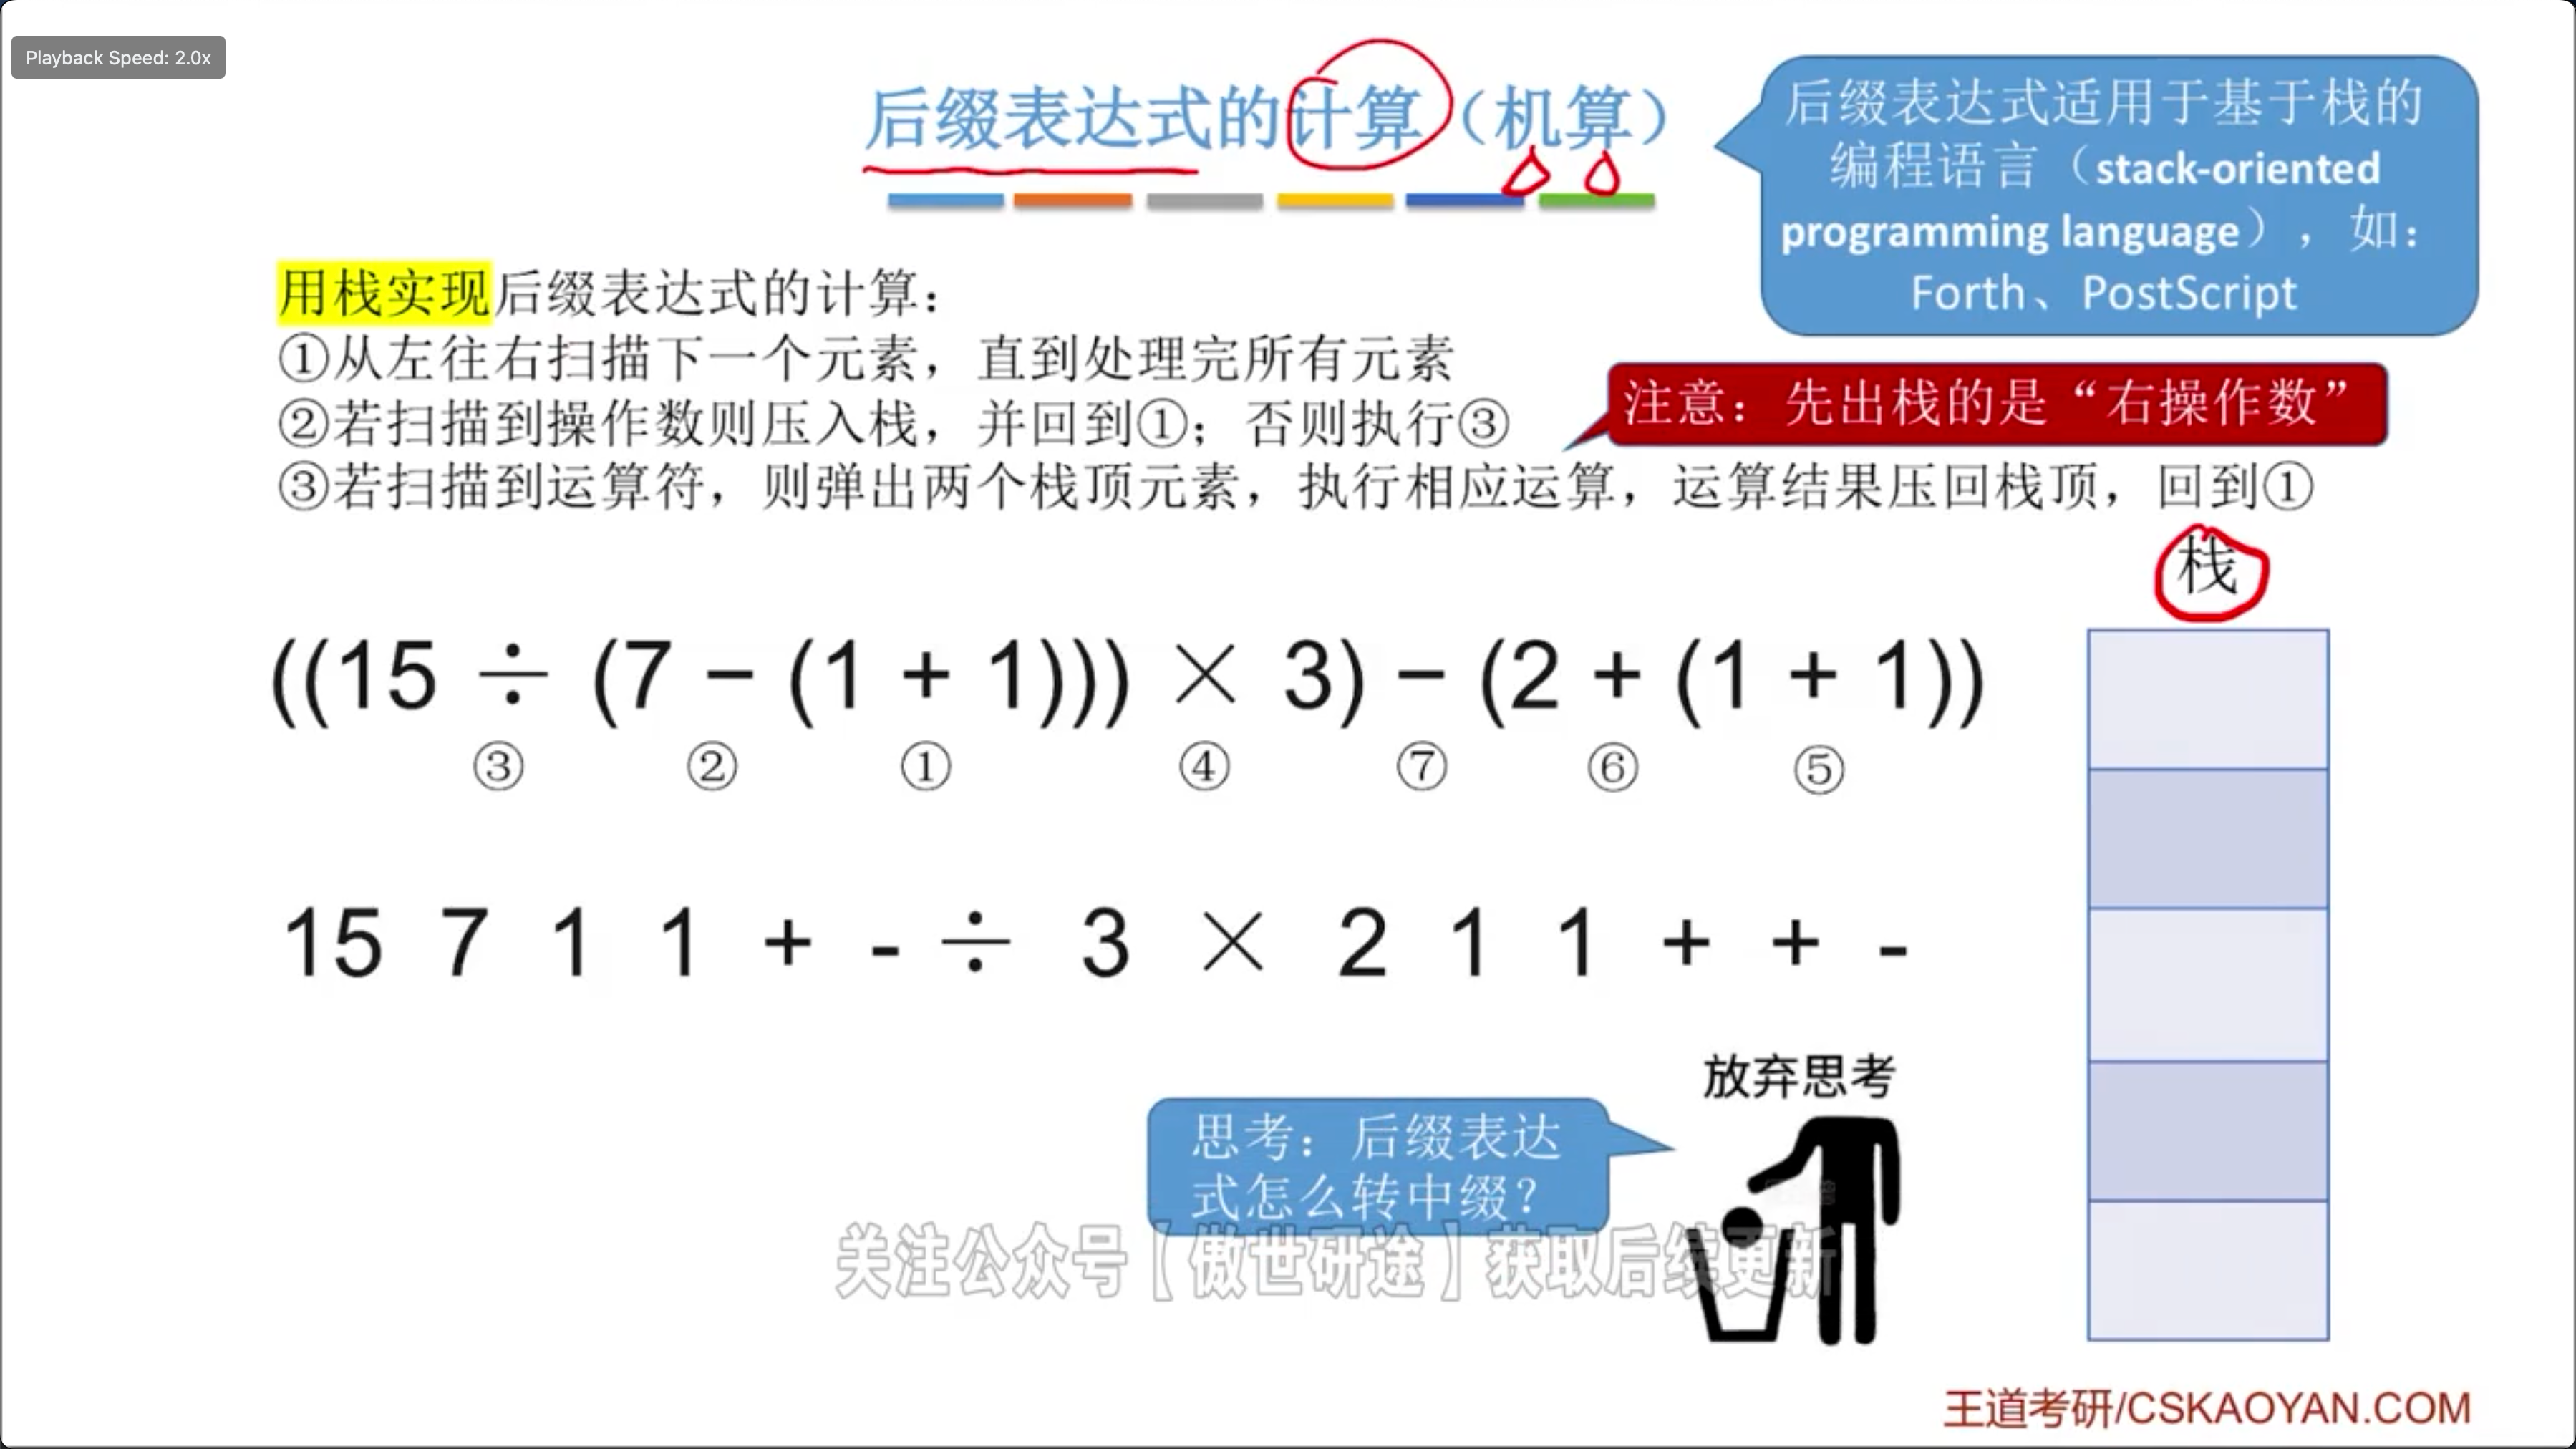 Playback Speed: 2.0x
后缀表达式的计算（机算）
后缀表达式适用于基于栈的
编程语言（stack-oriented
programming language），如：
Forth、PostScript
用栈实现后缀表达式的计算：
①从左往右扫描下一个元素，直到处理完所有元素
②若扫描到操作数则压入栈，并回到①；否则执行③
注意：先出栈的是“右操作数”
③若扫描到运算符，则弹出两个栈顶元素，执行相应运算，运算结果压回栈顶，回到①
栈
((15 ÷ (7 − (1 + 1))) × 3) − (2 + (1 + 1))
③ ② ① ④ ⑦ ⑥ ⑤
15 7 1 1 + - ÷ 3 × 2 1 1 + + -
放弃思考
思考：后缀表达
式怎么转中缀？
关注公众号【傲世研途】获取后续更新
王道考研/CSKAOYAN.COM